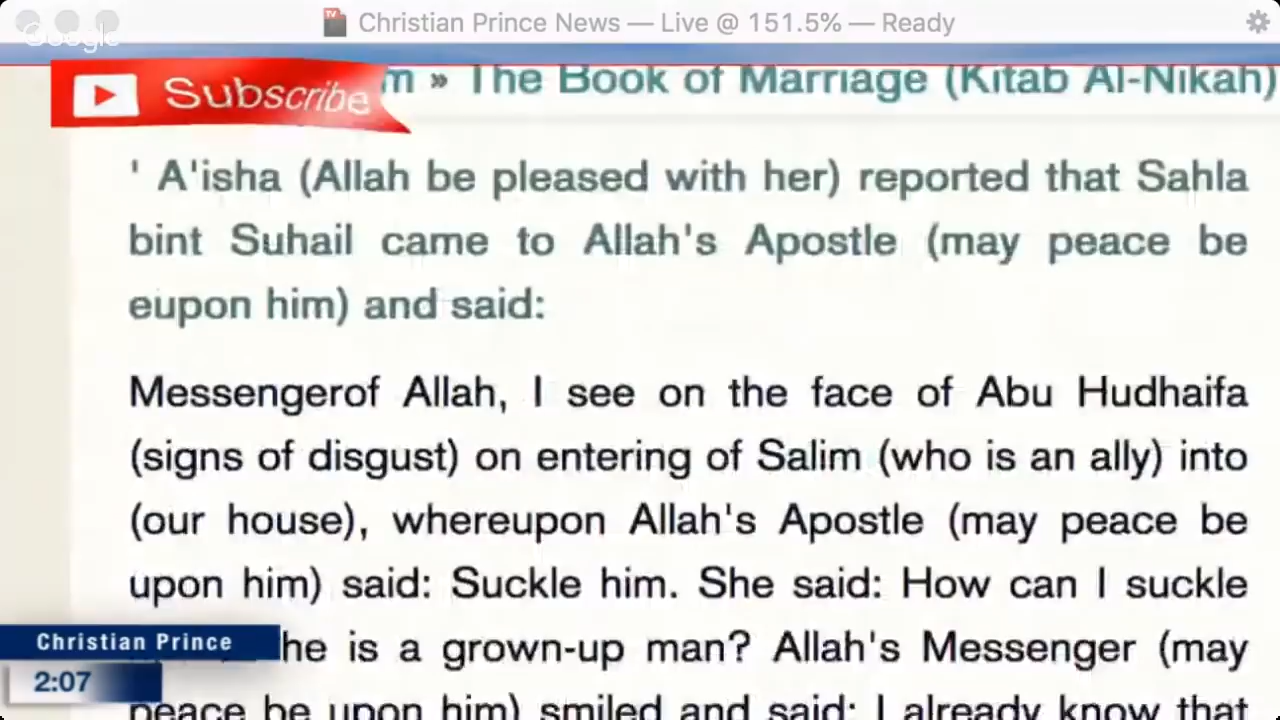 Christian Prince News — Live @ 151.5% — Ready
Google
Subscribe
m » The Book of Marriage (Kitab Al-Nikah)
' A'isha (Allah be pleased with her) reported that Sahla
bint Suhail came to Allah's Apostle (may peace be
eupon him) and said:
Messengerof Allah, I see on the face of Abu Hudhaifa
(signs of disgust) on entering of Salim (who is an ally) into
(our house), whereupon Allah's Apostle (may peace be
upon him) said: Suckle him. She said: How can I suckle
he is a grown-up man? Allah's Messenger (may
peace be upon him) smiled and said: I already know that
Christian Prince
2:07